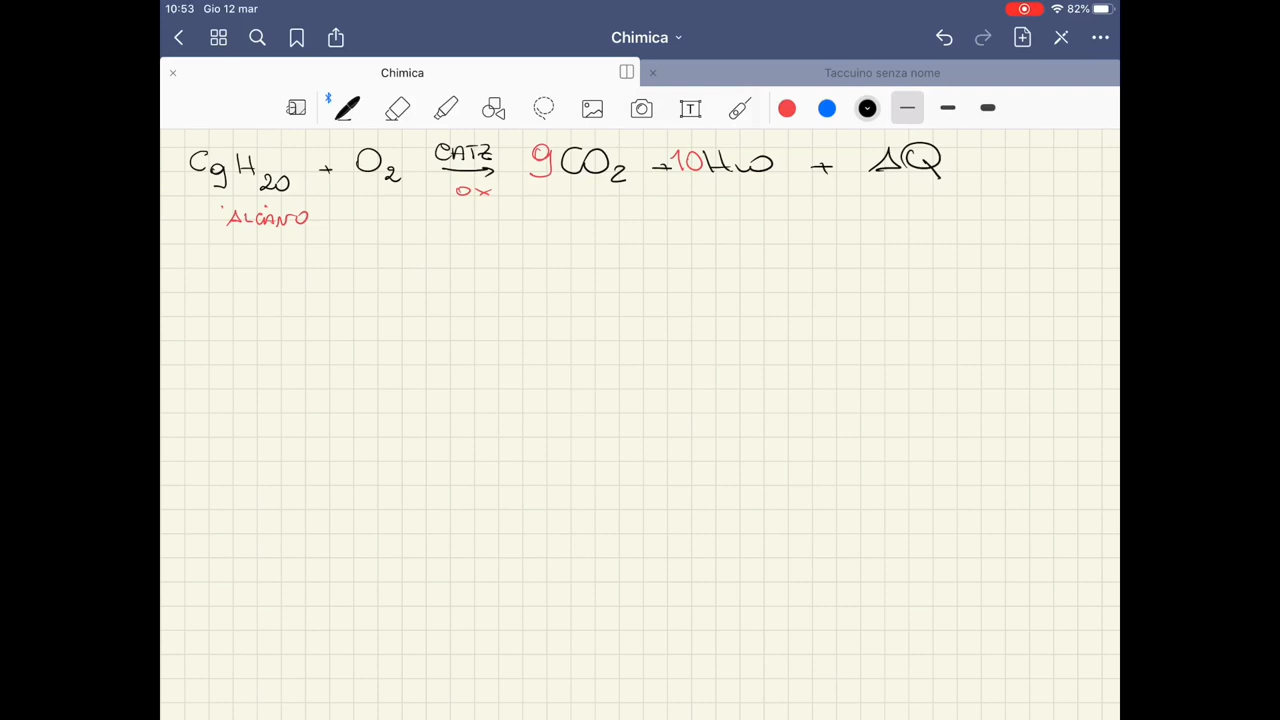 10:53 Gio 12 mar 82%
Chimica
Chimica Taccuino senza nome
T
C₉H₂₀ + O₂ CATZ → OX 9CO₂ + 10H₂O + ΔQ
ALCANO